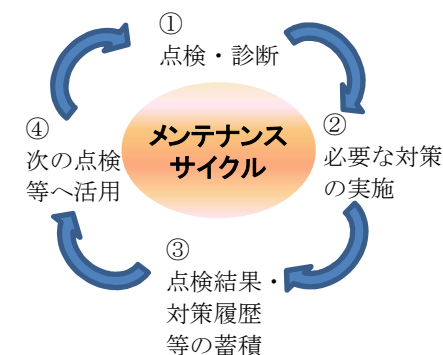 ①
点検・診断
メンテナンス
サイクル
②
必要な対策
の実施
③
点検結果・
対策履歴
等の蓄積
④
次の点検
等へ活用